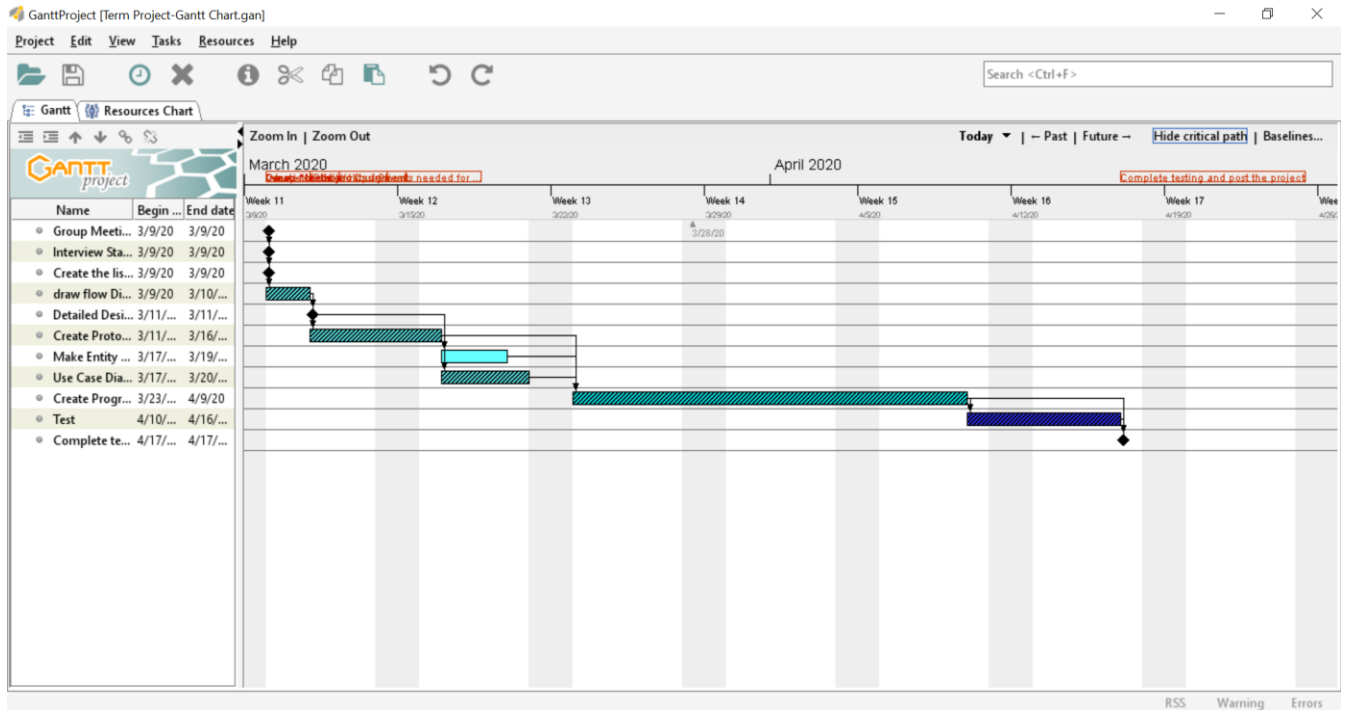 GanttProject [Term Project-Gantt Chart.gan]
Project Edit View Tasks Resources Help
Search <Ctrl+F>
Gantt Resources Chart
Zoom In | Zoom Out Today | ← Past | Future → Hide critical path | Baselines...
GANTT project
March 2020 April 2020
needed for ... Complete testing and post the project
Name Begin ... End date
Week 11 Week 12 Week 13 Week 14 Week 15 Week 16 Week 17 Wee
3/8/20 3/15/20 3/22/20 3/29/20 4/5/20 4/12/20 4/19/20 4/26/
3/28/20
Group Meeti... 3/9/20 3/9/20
Interview Sta... 3/9/20 3/9/20
Create the lis... 3/9/20 3/9/20
draw flow Di... 3/9/20 3/10/...
Detailed Desi... 3/11/... 3/11/...
Create Proto... 3/11/... 3/16/...
Make Entity ... 3/17/... 3/19/...
Use Case Dia... 3/17/... 3/20/...
Create Progr... 3/23/... 4/9/20
Test 4/10/... 4/16/...
Complete te... 4/17/... 4/17/...
RSS Warning Errors